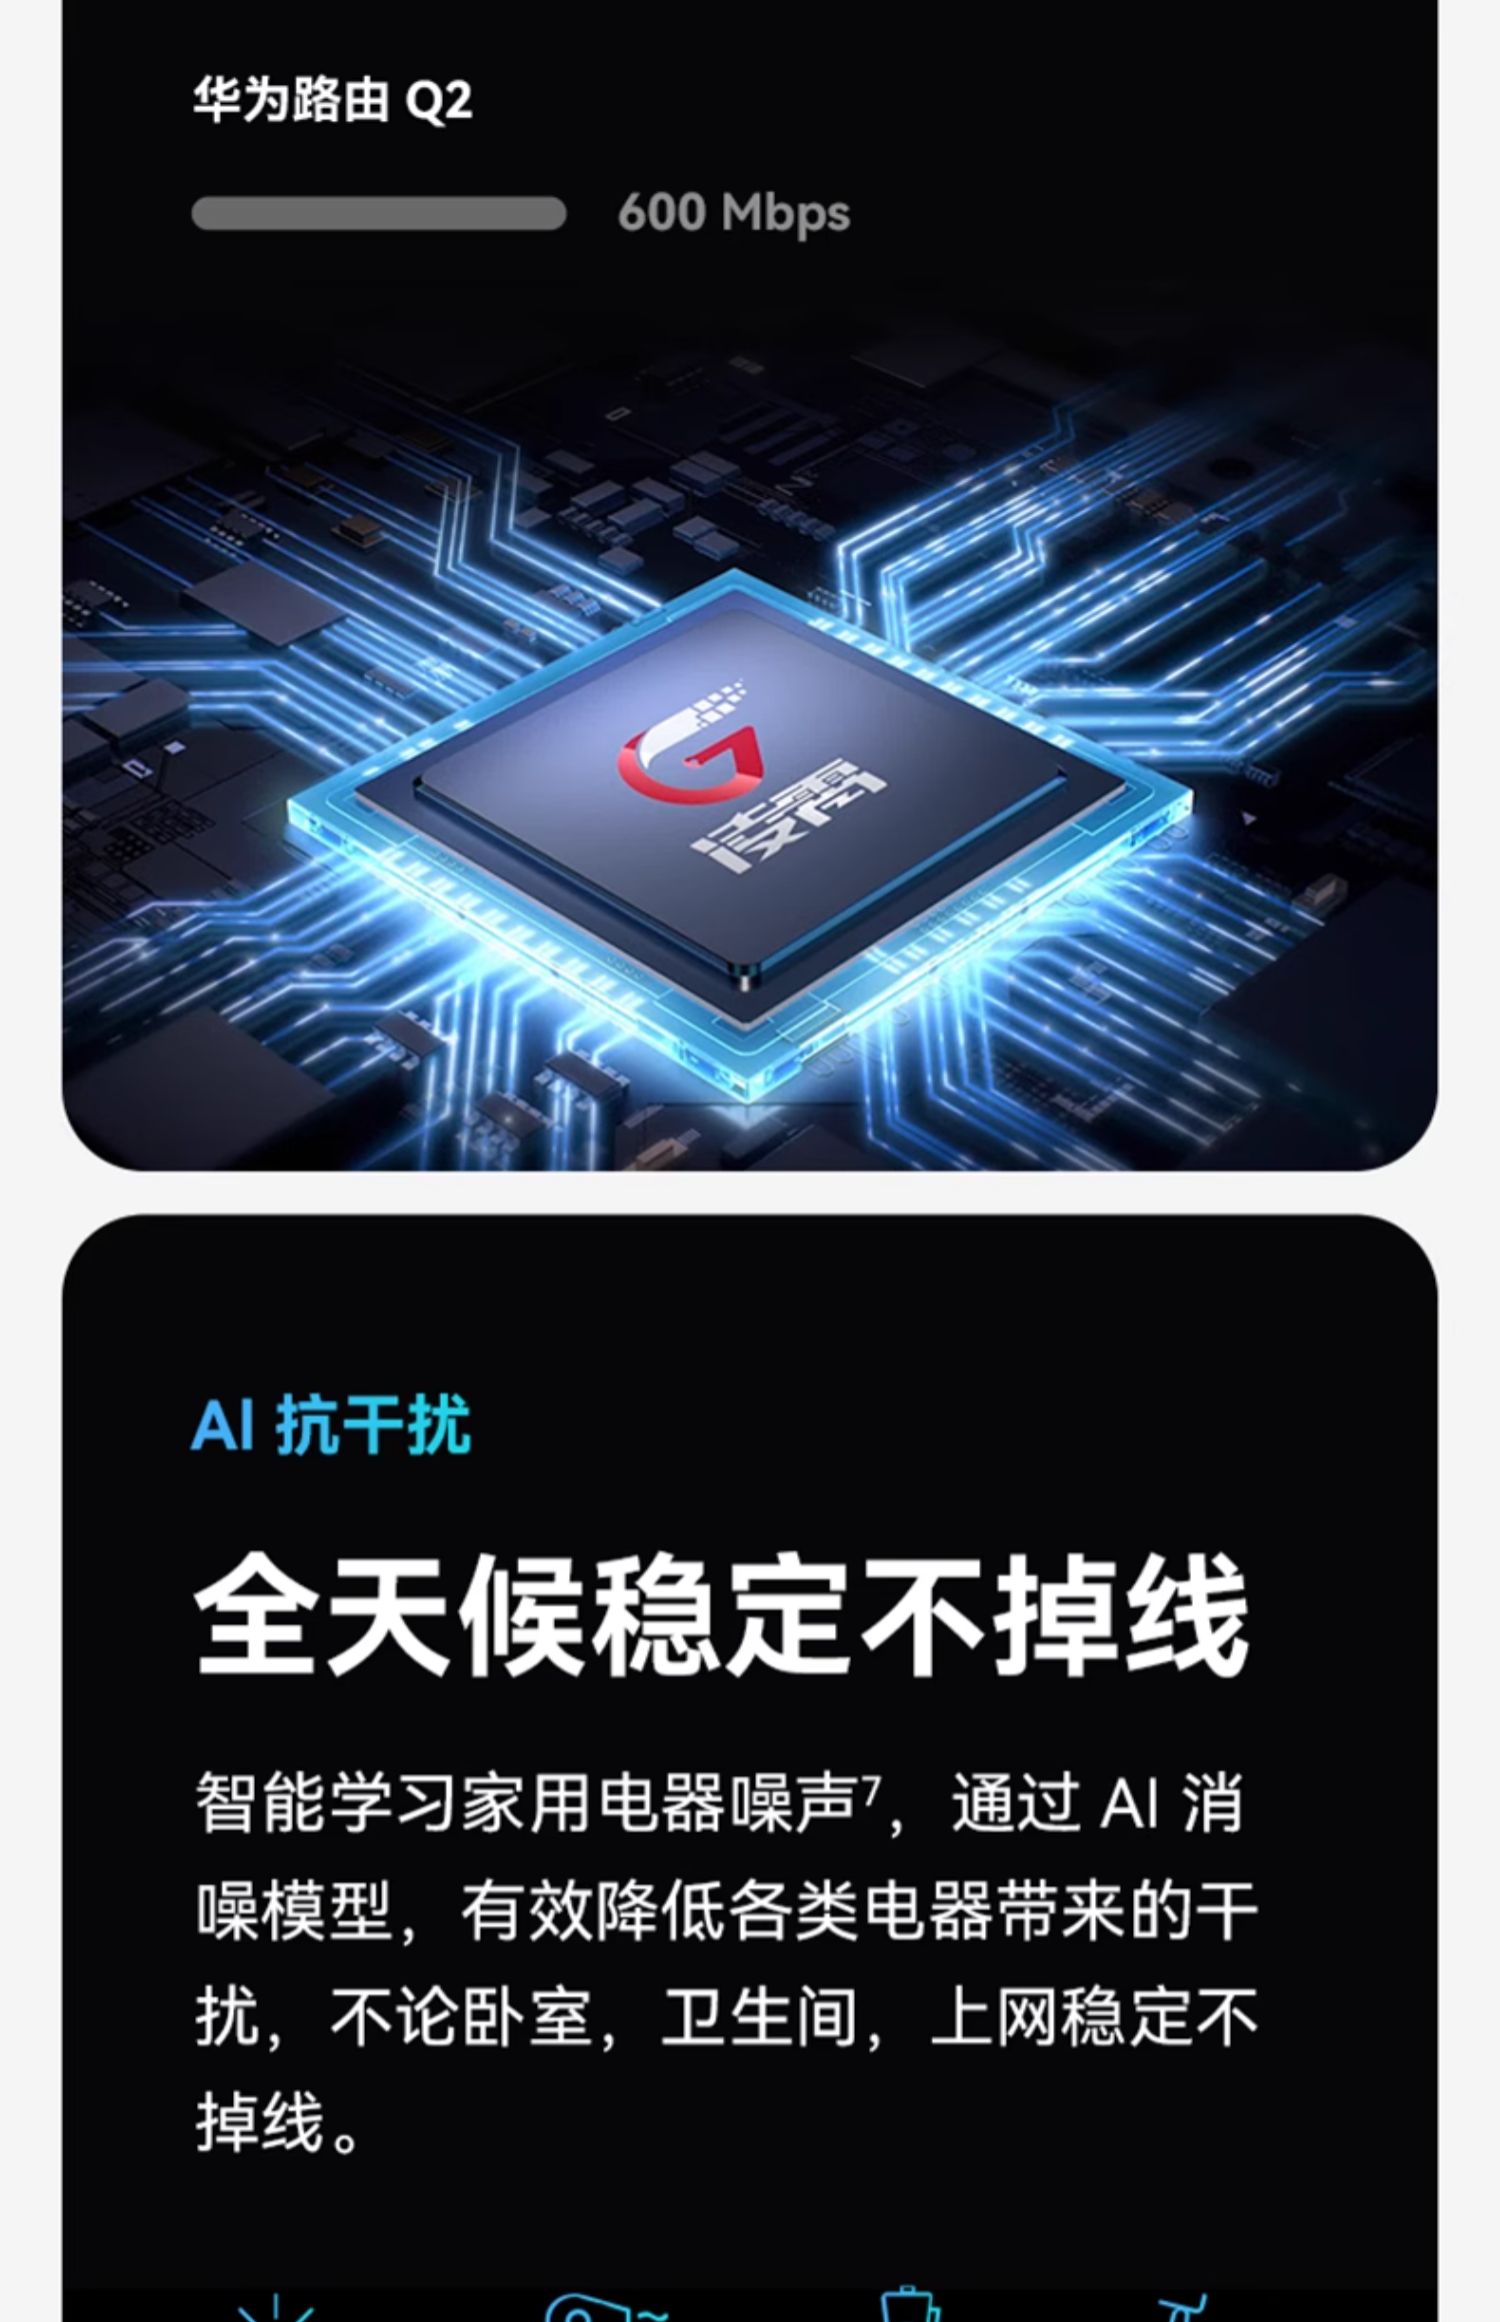 华为路由 Q2
600 Mbps
凌霄
AI 抗干扰
全天候稳定不掉线
智能学习家用电器噪声⁷，通过 AI 消
噪模型，有效降低各类电器带来的干
扰，不论卧室，卫生间，上网稳定不
掉线。